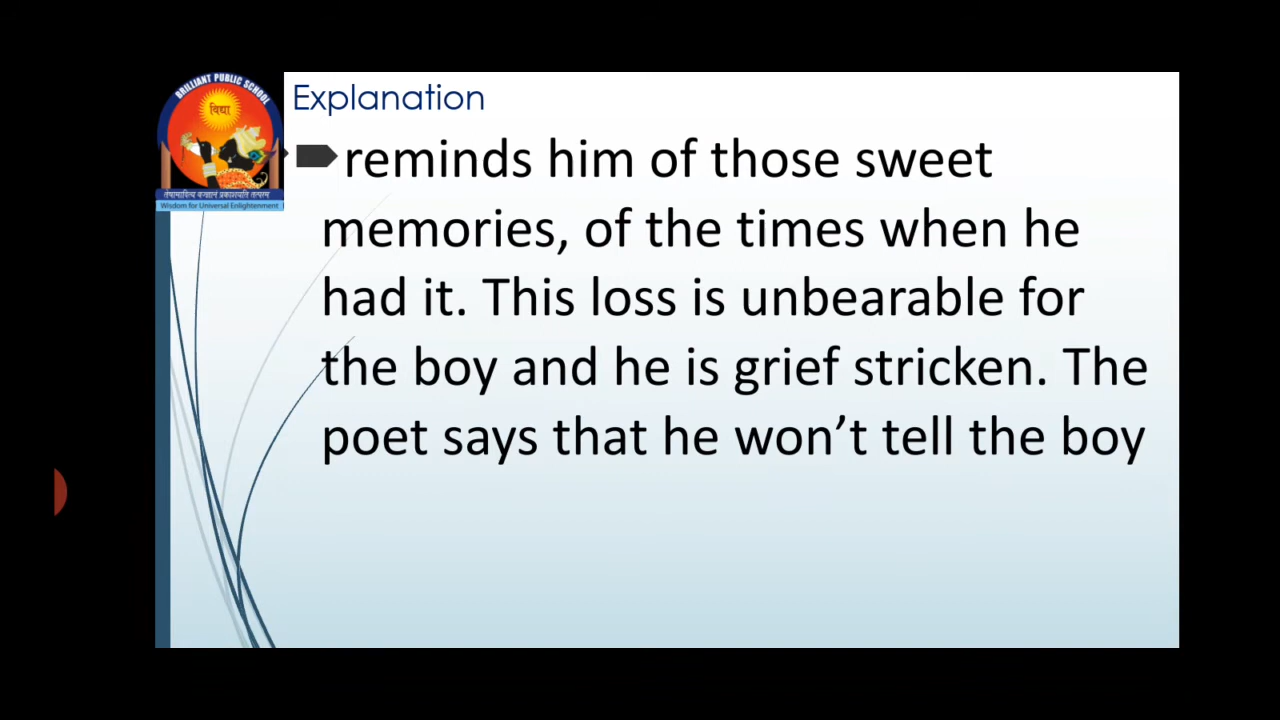 BRILLIANT PUBLIC SCHOOL
विद्या
Wisdom for Universal Enlightenment
Explanation
reminds him of those sweet
memories, of the times when he
had it. This loss is unbearable for
the boy and he is grief stricken. The
poet says that he won’t tell the boy